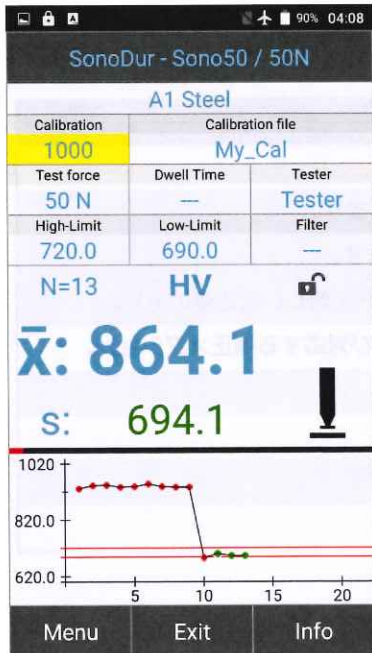 90% 04:08
SonoDur - Sono50 / 50N
A1 Steel
Calibration Calibration file
1000 My_Cal
Test force Dwell Time Tester
50 N --- Tester
High-Limit Low-Limit Filter
720.0 690.0 ---
N=13 HV
x̄: 864.1
s: 694.1
1020
820.0
620.0
5 10 15 20
Menu Exit Info